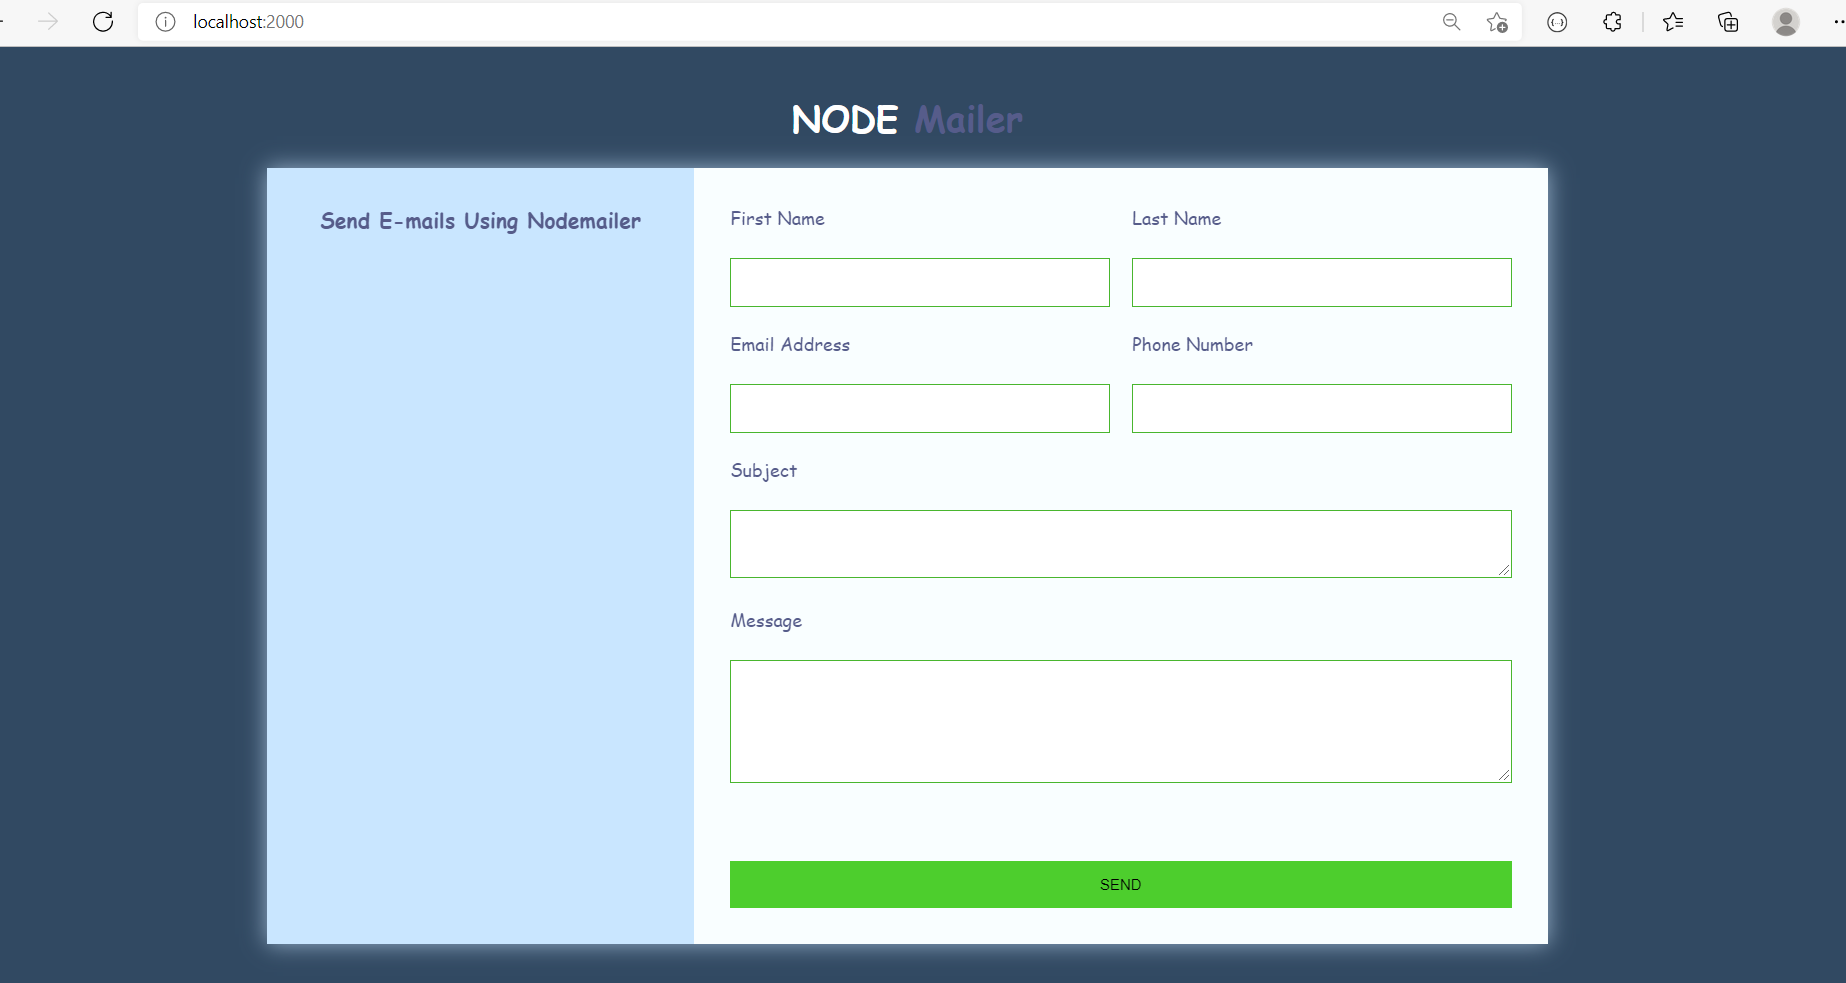 localhost:2000
NODE Mailer
Send E-mails Using Nodemailer
First Name
Last Name
Email Address
Phone Number
Subject
Message
SEND